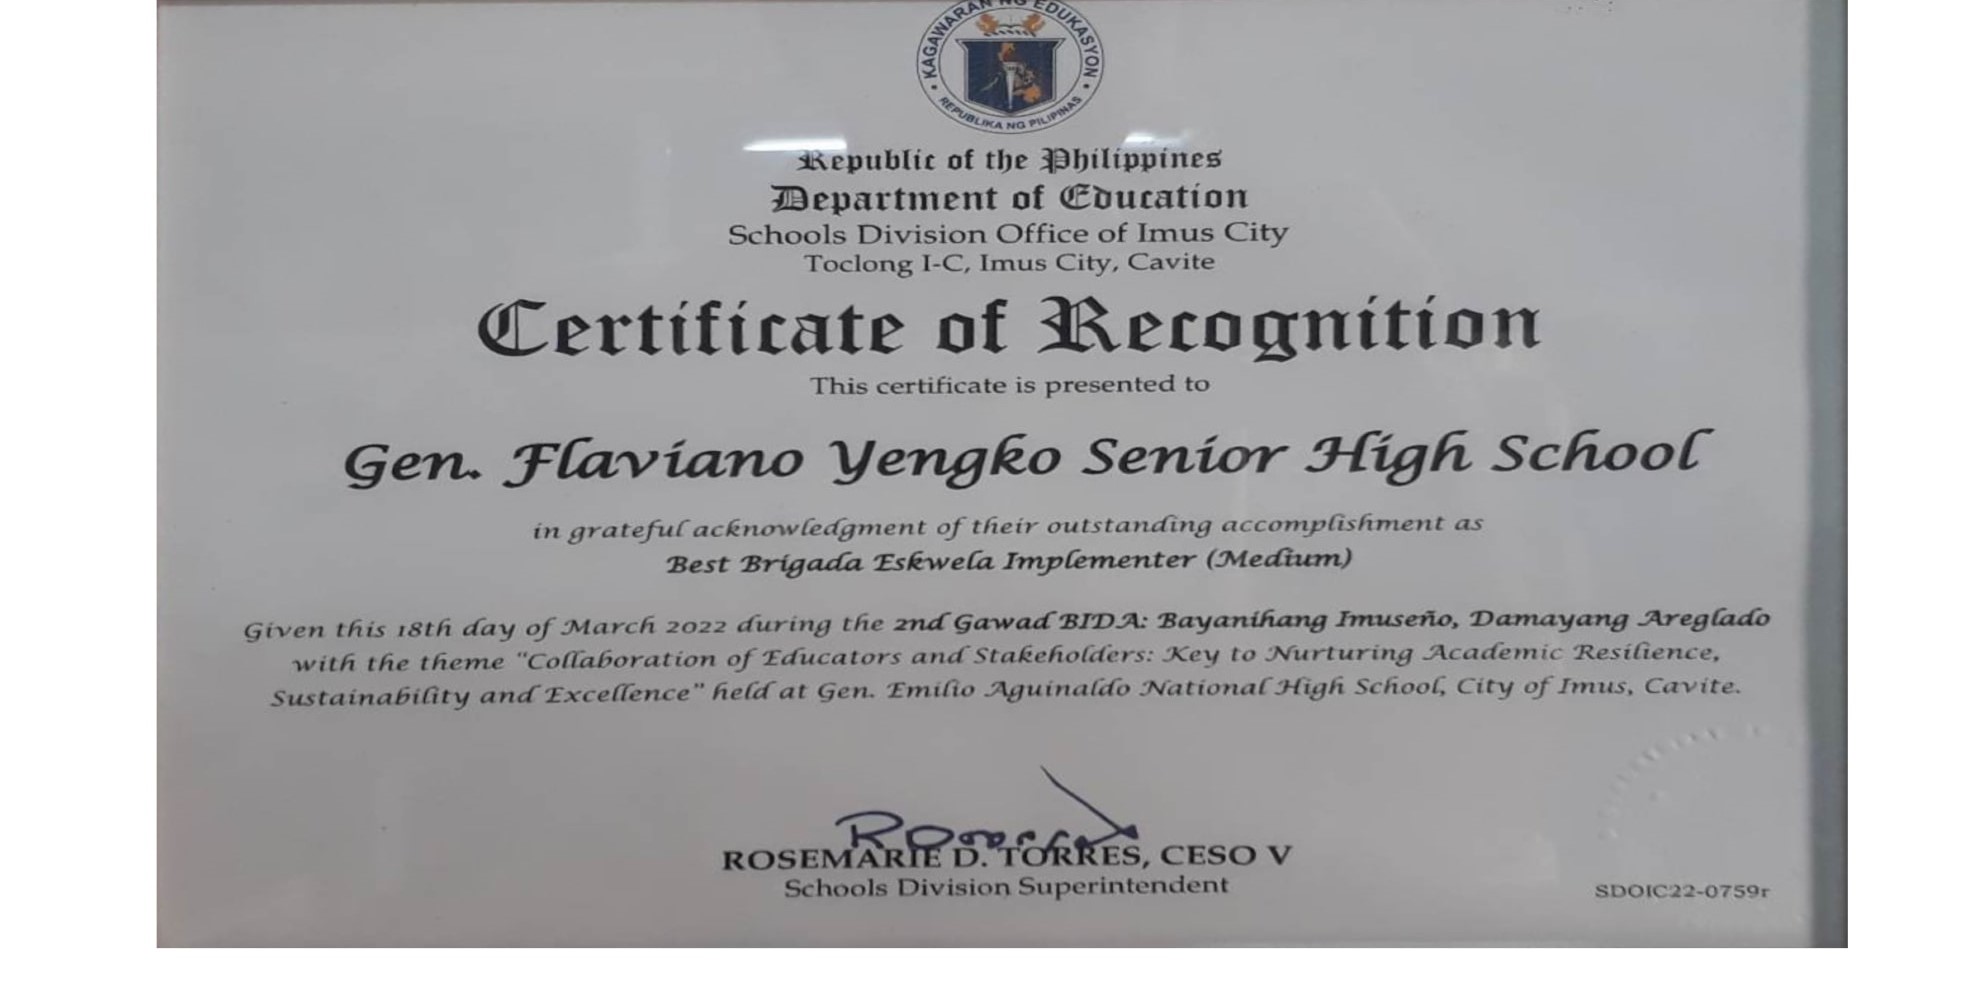 KAGAWARAN NG EDUKASYON
REPUBLIKA NG PILIPINAS
Republic of the Philippines
Department of Education
Schools Division Office of Imus City
Toclong I-C, Imus City, Cavite
Certificate of Recognition
This certificate is presented to
Gen. Flaviano Yengko Senior High School
in grateful acknowledgment of their outstanding accomplishment as
Best Brigada Eskwela Implementer (Medium)
Given this 18th day of March 2022 during the 2nd Gawad BIDA: Bayanihang Imuseño, Damayang Areglado
with the theme "Collaboration of Educators and Stakeholders: Key to Nurturing Academic Resilience,
Sustainability and Excellence" held at Gen. Emilio Aguinaldo National High School, City of Imus, Cavite.
ROSEMARIE D. TORRES, CESO V
Schools Division Superintendent
SDOIC22-0759r